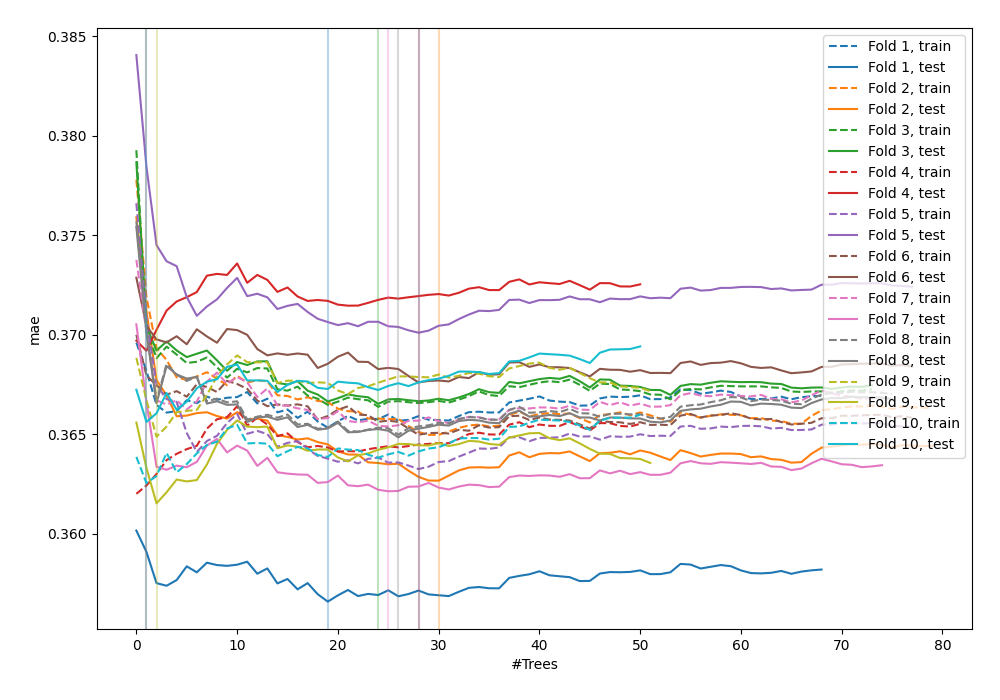 0.385
0.380
0.375
0.370
0.365
0.360
mae
0
10
20
30
40
50
60
70
80
#Trees
Fold 1, train
Fold 1, test
Fold 2, train
Fold 2, test
Fold 3, train
Fold 3, test
Fold 4, train
Fold 4, test
Fold 5, train
Fold 5, test
Fold 6, train
Fold 6, test
Fold 7, train
Fold 7, test
Fold 8, train
Fold 8, test
Fold 9, train
Fold 9, test
Fold 10, train
Fold 10, test